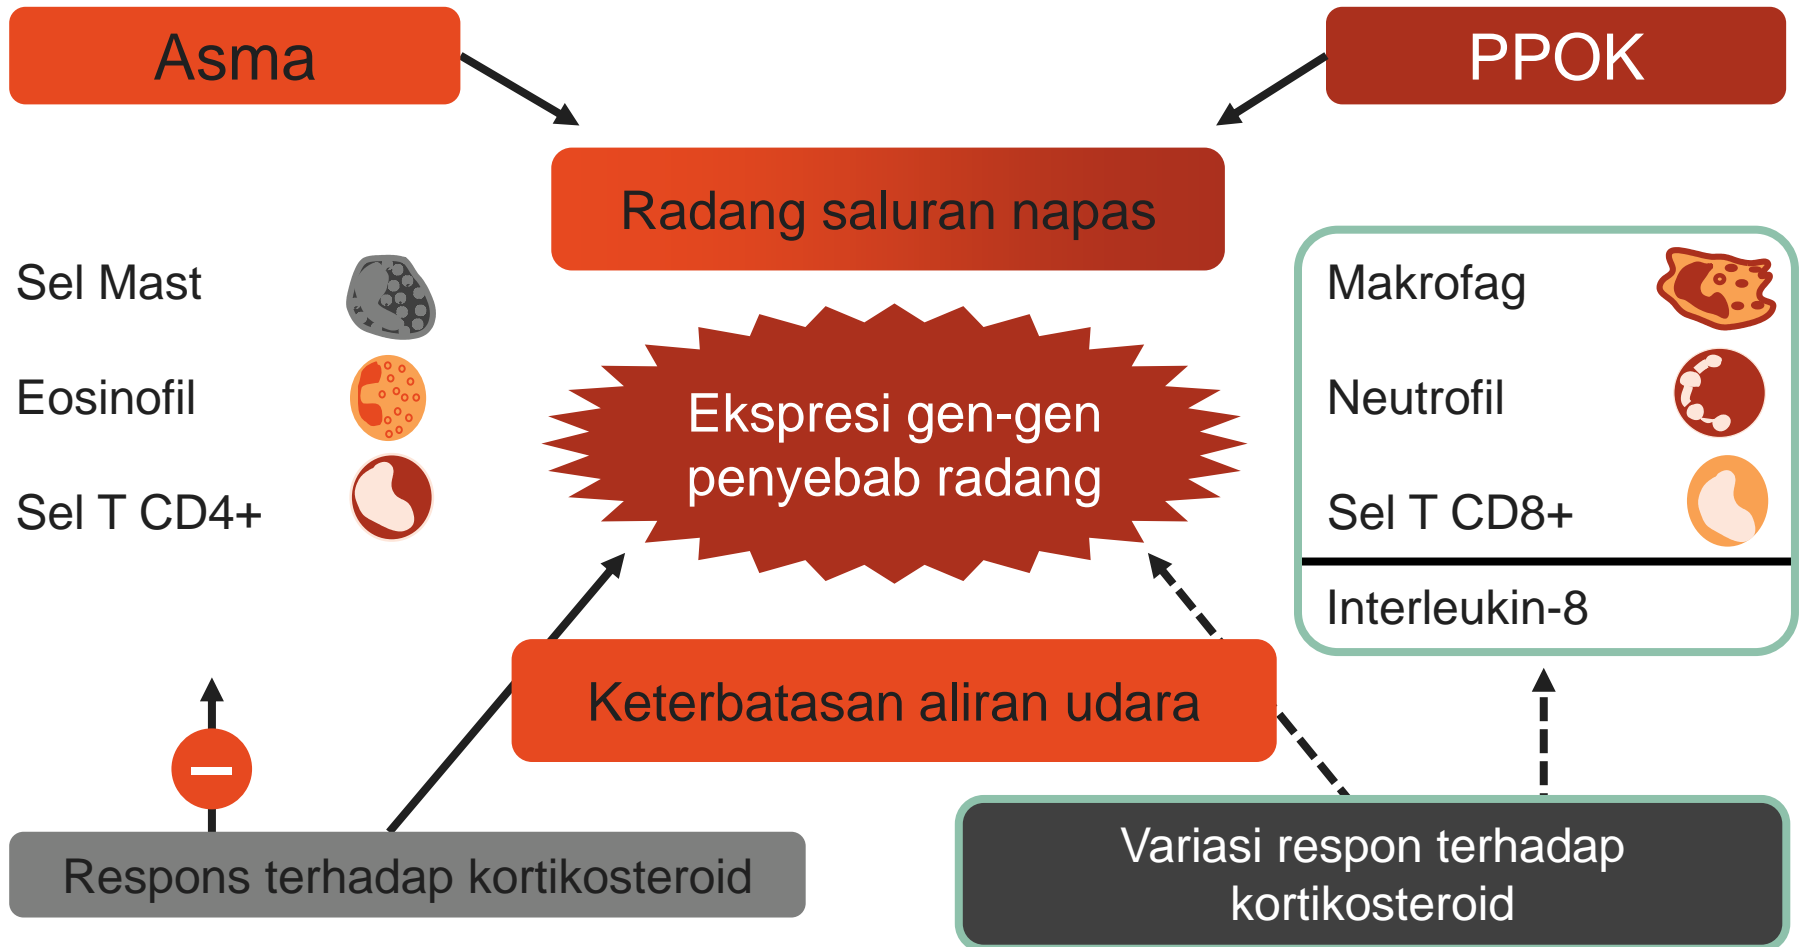 Asma
PPOK
Radang saluran napas
Sel Mast
Eosinofil
Sel T CD4+
Ekspresi gen-gen
penyebab radang
Makrofag
Neutrofil
Sel T CD8+
Interleukin-8
Keterbatasan aliran udara
Respons terhadap kortikosteroid
Variasi respon terhadap
kortikosteroid